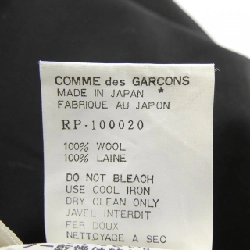 COMME des GARCONS
MADE IN JAPAN
FABRIQUE AU JAPON
RP-100020
100% WOOL
100% LAINE
DO NOT BLEACH
USE COOL IRON
DRY CLEAN ONLY
JAVEL INTERDIT
FER DOUX
NETTOYAGE A SEC